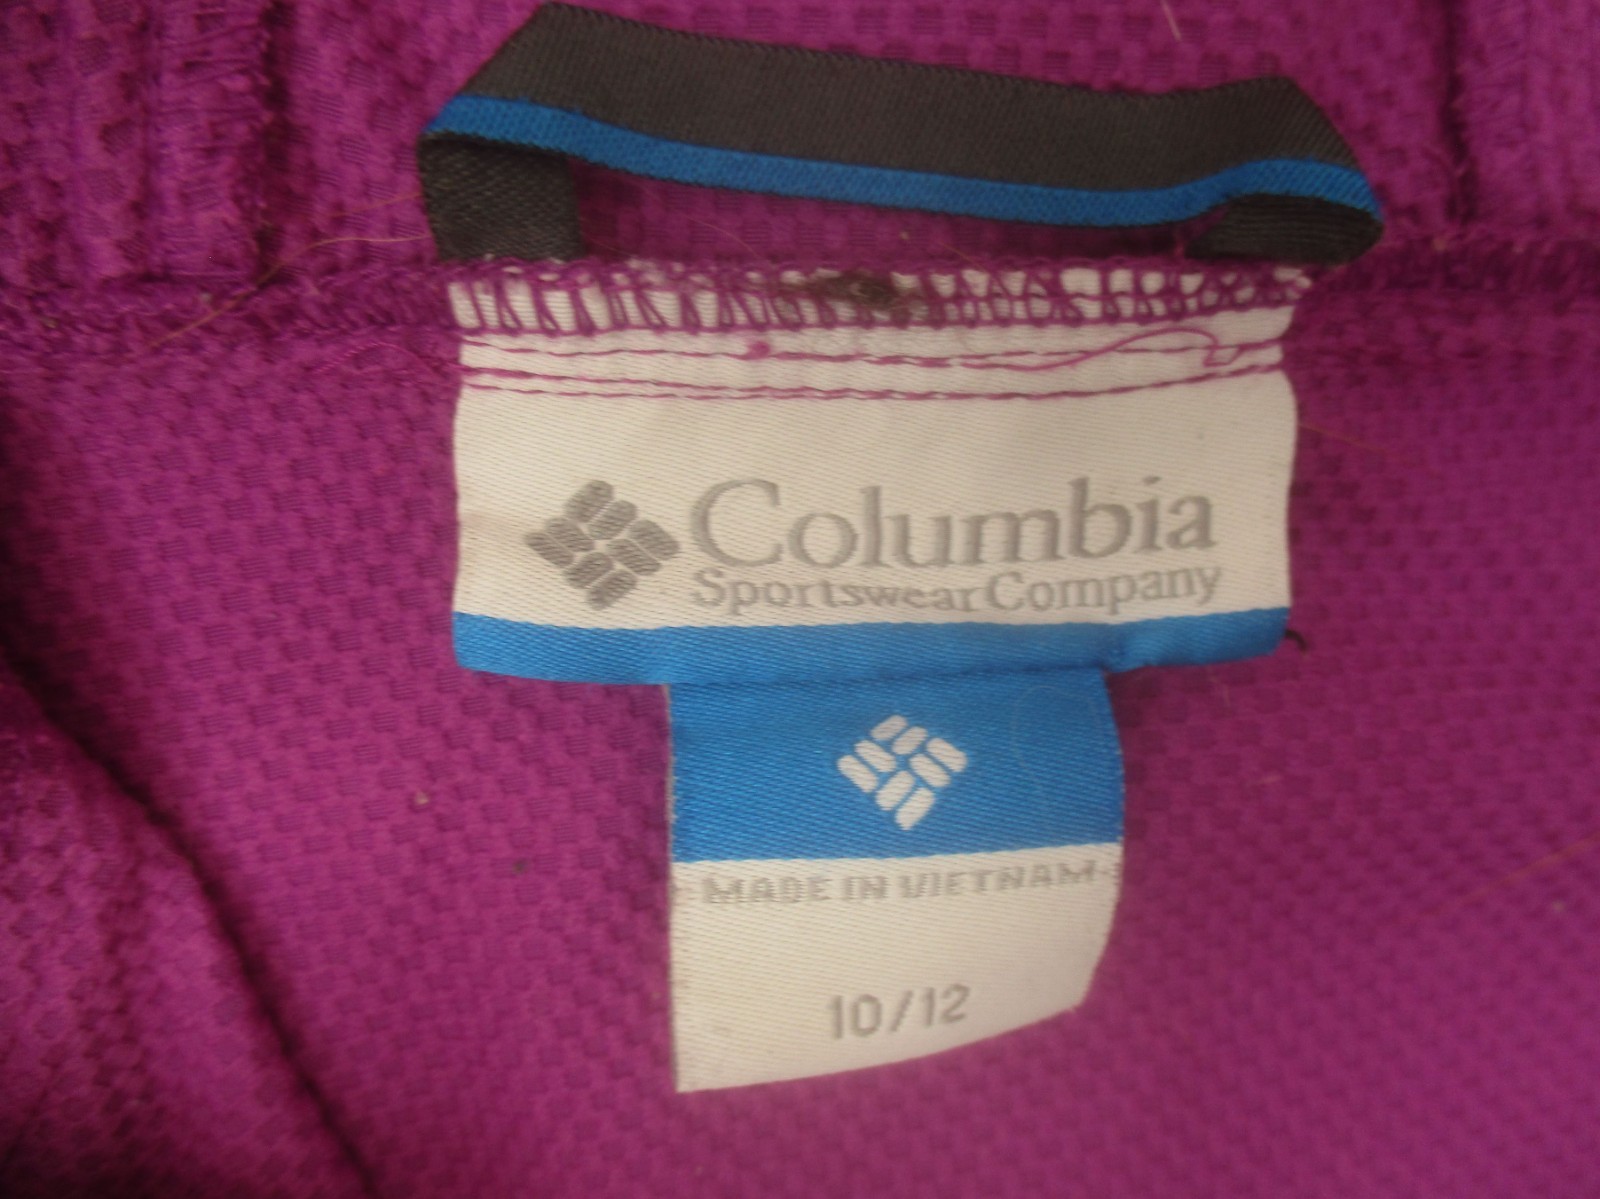 Columbia
Sportswear Company
MADE IN VIETNAM
10/12